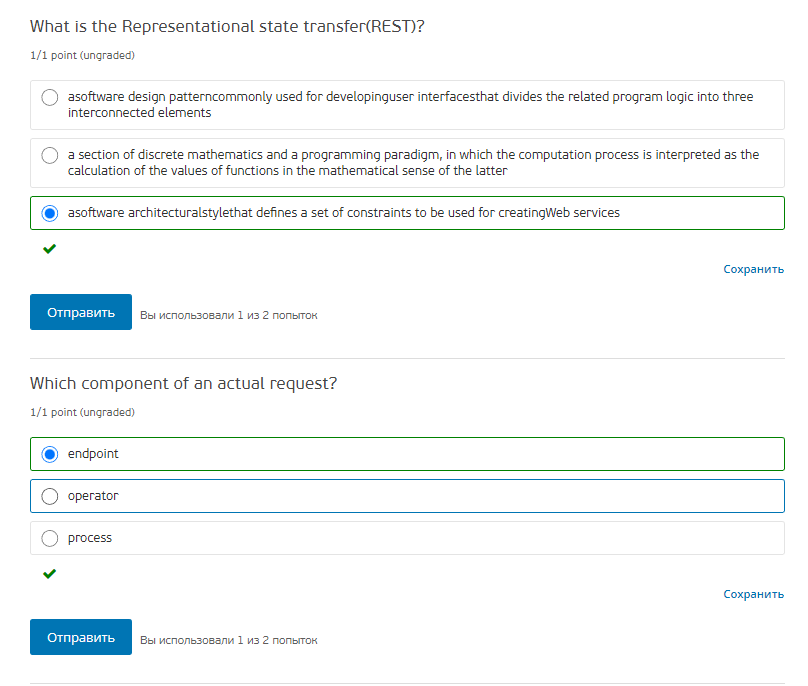 What is the Representational state transfer(REST)?
1/1 point (ungraded)
asoftware design patterncommonly used for developinguser interfacesthat divides the related program logic into three
interconnected elements
a section of discrete mathematics and a programming paradigm, in which the computation process is interpreted as the
calculation of the values of functions in the mathematical sense of the latter
asoftware architecturalstylethat defines a set of constraints to be used for creatingWeb services
Сохранить
Отправить Вы использовали 1 из 2 попыток
Which component of an actual request?
1/1 point (ungraded)
endpoint
operator
process
Сохранить
Отправить Вы использовали 1 из 2 попыток